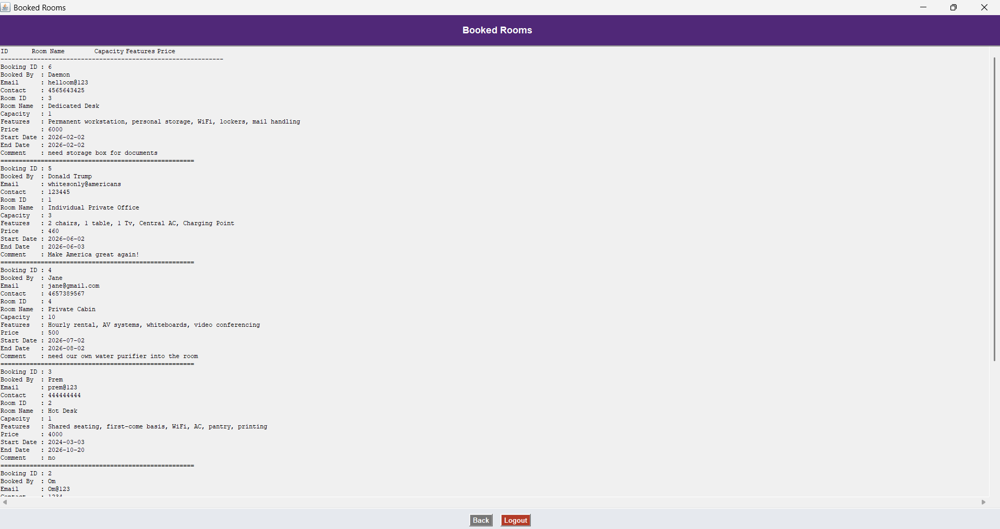 Booked Rooms
Booked Rooms
ID Room Name Capacity Features Price
-------------------------------------------------------------
Booking ID : 6
Booked By : Daemon
Email : helloom@123
Contact : 4565643425
Room ID : 3
Room Name : Dedicated Desk
Capacity : 1
Features : Permanent workstation, personal storage, WiFi, lockers, mail handling
Price : 6000
Start Date : 2026-02-02
End Date : 2026-02-02
Comment : need storage box for documents
=====================================================
Booking ID : 5
Booked By : Donald Trump
Email : whitesonly@americans
Contact : 123445
Room ID : 1
Room Name : Individual Private Office
Capacity : 3
Features : 2 chairs, 1 table, 1 Tv, Central AC, Charging Point
Price : 460
Start Date : 2026-06-02
End Date : 2026-06-03
Comment : Make America great again!
=====================================================
Booking ID : 4
Booked By : Jane
Email : jane@gmail.com
Contact : 4657389567
Room ID : 4
Room Name : Private Cabin
Capacity : 10
Features : Hourly rental, AV systems, whiteboards, video conferencing
Price : 500
Start Date : 2026-07-02
End Date : 2026-08-02
Comment : need our own water purifier into the room
=====================================================
Booking ID : 3
Booked By : Prem
Email : prem@123
Contact : 444444444
Room ID : 2
Room Name : Hot Desk
Capacity : 1
Features : Shared seating, first-come basis, WiFi, AC, pantry, printing
Price : 4000
Start Date : 2024-03-03
End Date : 2026-10-20
Comment : no
=====================================================
Booking ID : 2
Booked By : Om
Email : Om@123
Contact : 1234
Back Logout